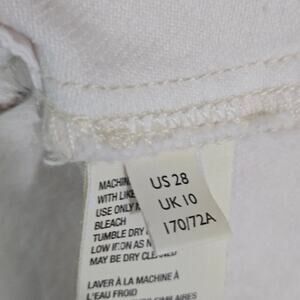 US 28
UK 10
170/72A
MACHIN
WITH LIKE
USE ONLY
BLEACH
TUMBLE DRY
LOW IRON AS N
MAY BE DRY CLEANED
LAVER À LA MACHINE À
L'EAU FROID